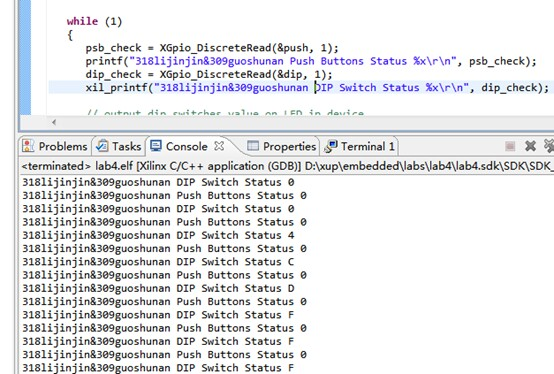 while (1)
{
psb_check = XGpio_DiscreteRead(&push, 1);
printf("318lijinjin&309guoshunan Push Buttons Status %x\r\n", psb_check);
dip_check = XGpio_DiscreteRead(&dip, 1);
xil_printf("318lijinjin&309guoshunan DIP Switch Status %x\r\n", dip_check);
// output dip switches value on LED in device
Problems Tasks Console Properties Terminal 1
<terminated> lab4.elf [Xilinx C/C++ application (GDB)] D:\xup\embedded\labs\lab4\lab4.sdk\SDK\SDK_
318lijinjin&309guoshunan DIP Switch Status 0
318lijinjin&309guoshunan Push Buttons Status 0
318lijinjin&309guoshunan DIP Switch Status 0
318lijinjin&309guoshunan Push Buttons Status 0
318lijinjin&309guoshunan DIP Switch Status 4
318lijinjin&309guoshunan Push Buttons Status 0
318lijinjin&309guoshunan DIP Switch Status C
318lijinjin&309guoshunan Push Buttons Status 0
318lijinjin&309guoshunan DIP Switch Status D
318lijinjin&309guoshunan Push Buttons Status 0
318lijinjin&309guoshunan DIP Switch Status F
318lijinjin&309guoshunan Push Buttons Status 0
318lijinjin&309guoshunan DIP Switch Status F
318lijinjin&309guoshunan Push Buttons Status 0
318lijinjin&309guoshunan DIP Switch Status F